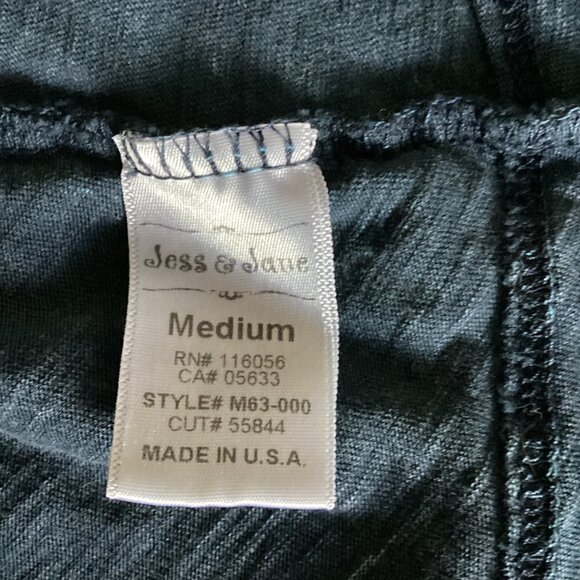 Jess & Jane
Medium
RN# 116056
CA# 05633
STYLE# M63-000
CUT# 55844
MADE IN U.S.A.